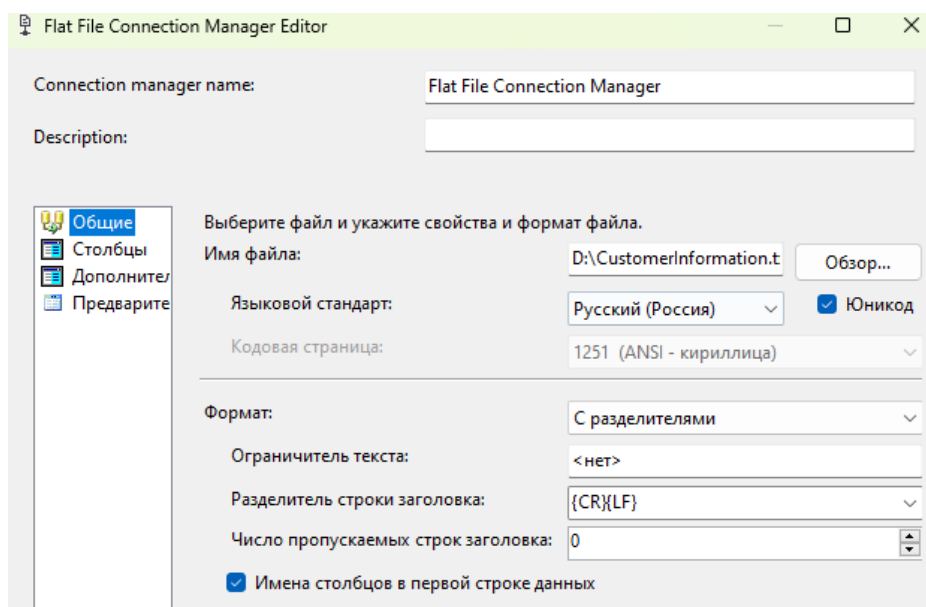 Flat File Connection Manager Editor
Connection manager name: Flat File Connection Manager
Description:
Общие
Столбцы
Дополнител
Предварите
Выберите файл и укажите свойства и формат файла.
Имя файла: D:\CustomerInformation.t Обзор...
Языковой стандарт: Русский (Россия) Юникод
Кодовая страница: 1251 (ANSI - кириллица)
Формат: С разделителями
Ограничитель текста: <нет>
Разделитель строки заголовка: {CR}{LF}
Число пропускаемых строк заголовка: 0
Имена столбцов в первой строке данных